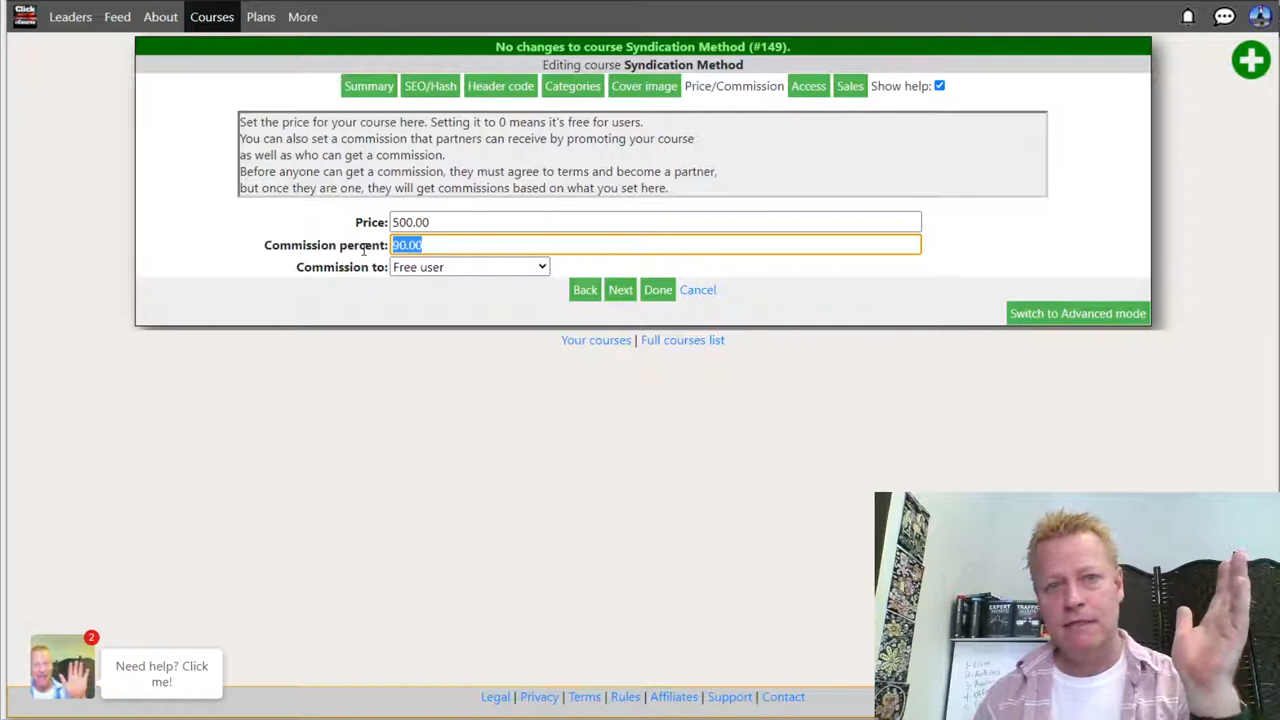 Click
eCourse
Leaders
Feed
About
Courses
Plans
More
No changes to course Syndication Method (#149).
Editing course Syndication Method
Summary
SEO/Hash
Header code
Categories
Cover image
Price/Commission
Access
Sales
Show help:
Set the price for your course here. Setting it to 0 means it's free for users.
You can also set a commission that partners can receive by promoting your course
as well as who can get a commission.
Before anyone can get a commission, they must agree to terms and become a partner,
but once they are one, they will get commissions based on what you set here.
Price: 500.00
Commission percent: 90.00
Commission to: Free user
Back
Next
Done
Cancel
Switch to Advanced mode
Your courses | Full courses list
EXPERT
TRAFFIC
2
Need help? Click
me!
Legal | Privacy | Terms | Rules | Affiliates | Support | Contact